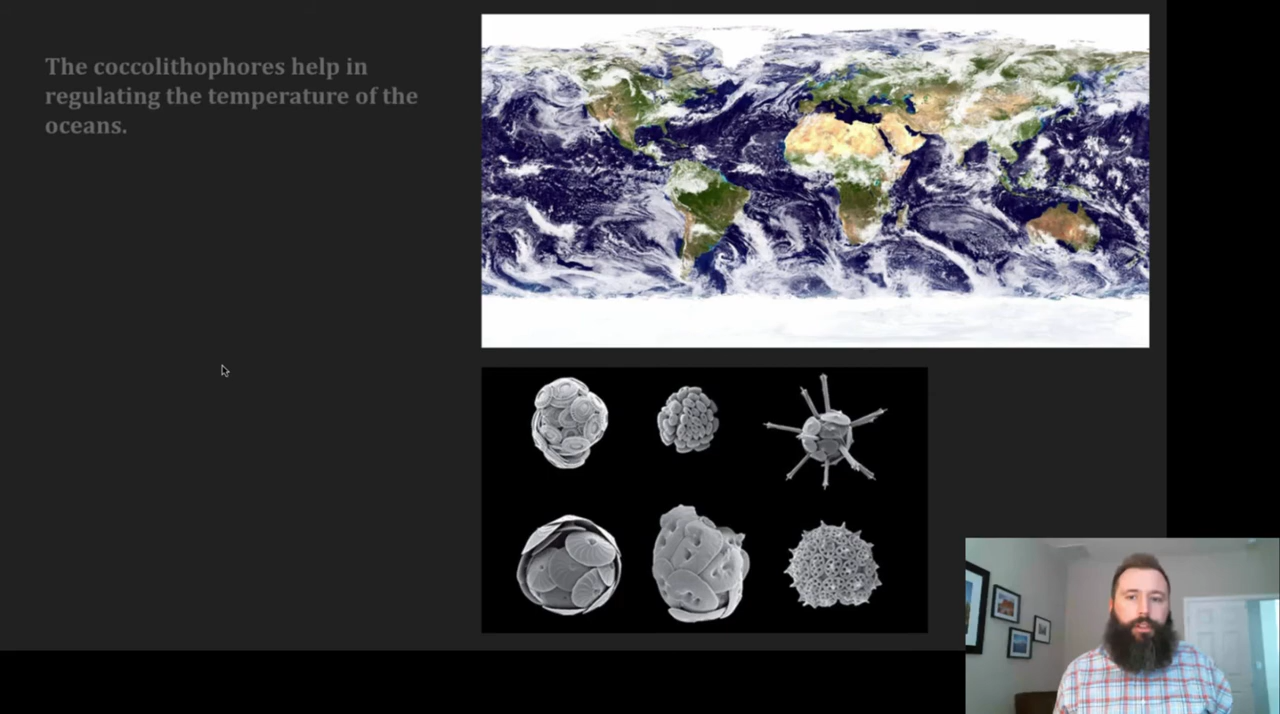 The coccolithophores help in
regulating the temperature of the
oceans.